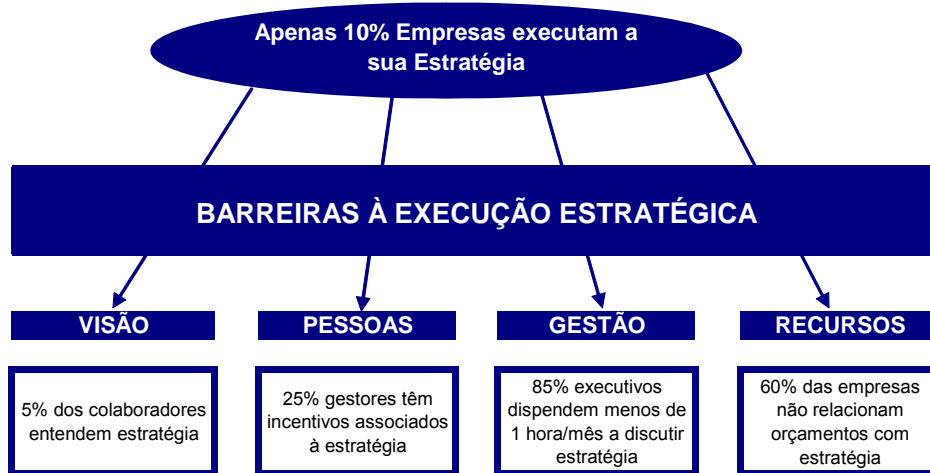 Apenas 10% Empresas executam a
sua Estratégia
BARREIRAS À EXECUÇÃO ESTRATÉGICA
VISÃO
PESSOAS
GESTÃO
RECURSOS
5% dos colaboradores
entendem estratégia
25% gestores têm
incentivos associados
à estratégia
85% executivos
dispendem menos de
1 hora/mês a discutir
estratégia
60% das empresas
não relacionam
orçamentos com
estratégia